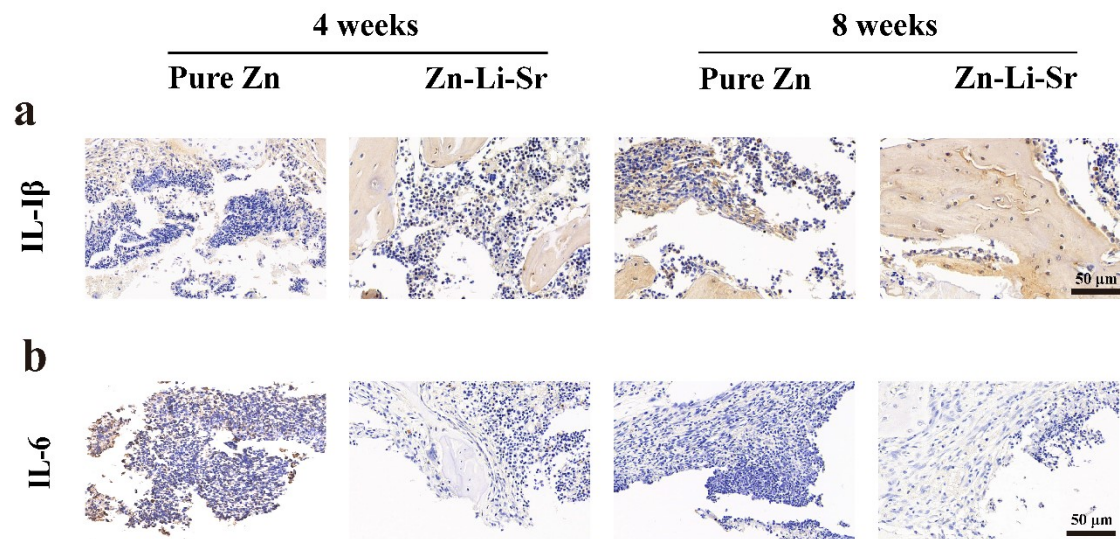 4 weeks 8 weeks
Pure Zn Zn-Li-Sr Pure Zn Zn-Li-Sr
a
IL-Iβ
50 μm
b
IL-6
50 μm